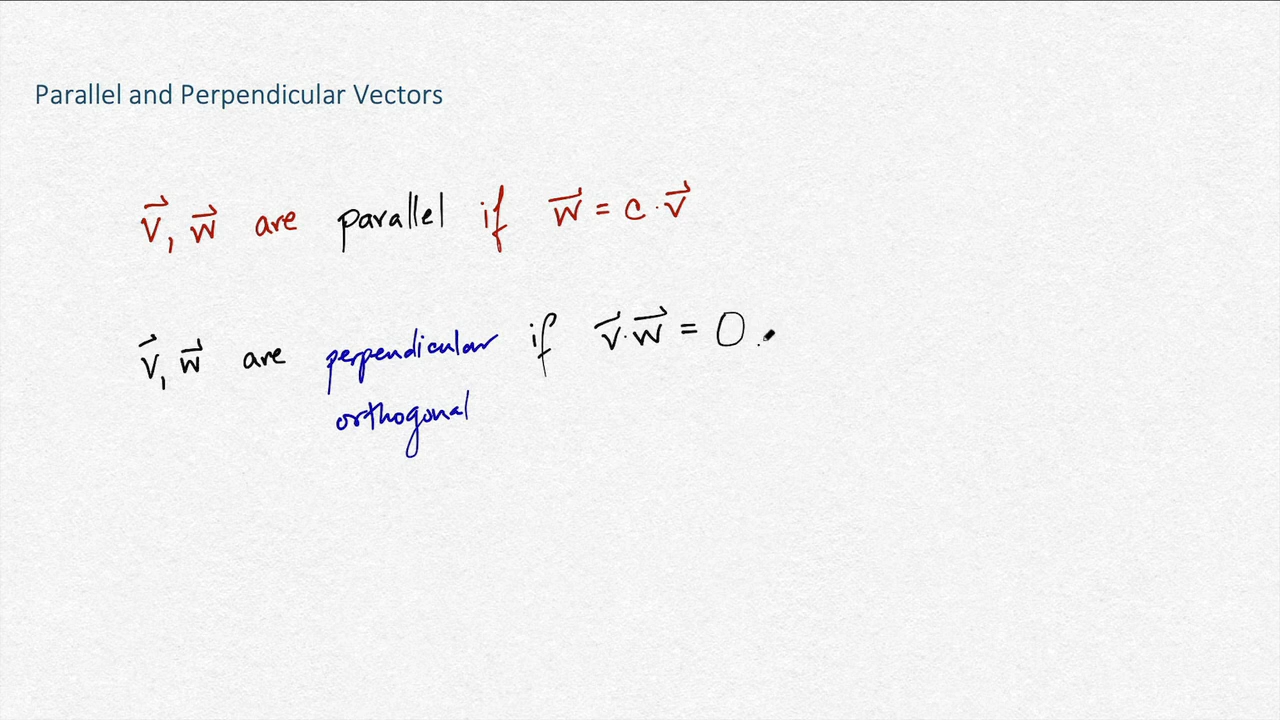 Parallel and Perpendicular Vectors
v⃗, w⃗ are parallel if w⃗ = c · v⃗
v⃗, w⃗ are perpendicular if v⃗ · w⃗ = 0.
orthogonal